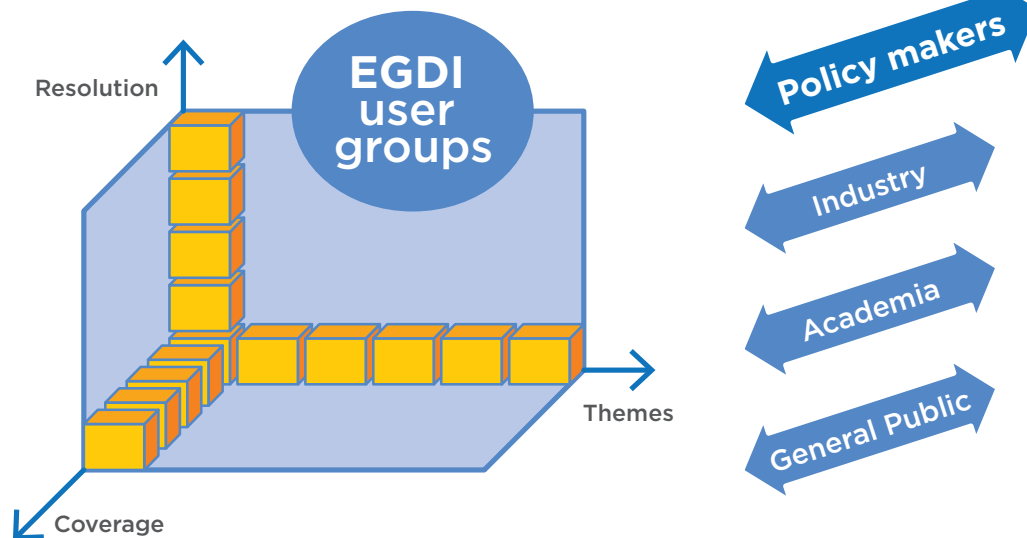 Resolution
EGDI
user
groups
Themes
Coverage
Policy makers
Industry
Academia
General Public